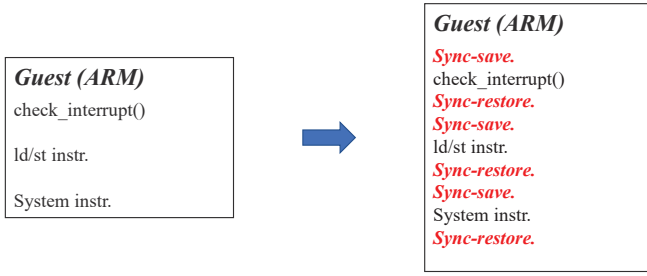 Guest (ARM)
check_interrupt()
ld/st instr.
System instr.
Guest (ARM)
Sync-save.
check_interrupt()
Sync-restore.
Sync-save.
ld/st instr.
Sync-restore.
Sync-save.
System instr.
Sync-restore.